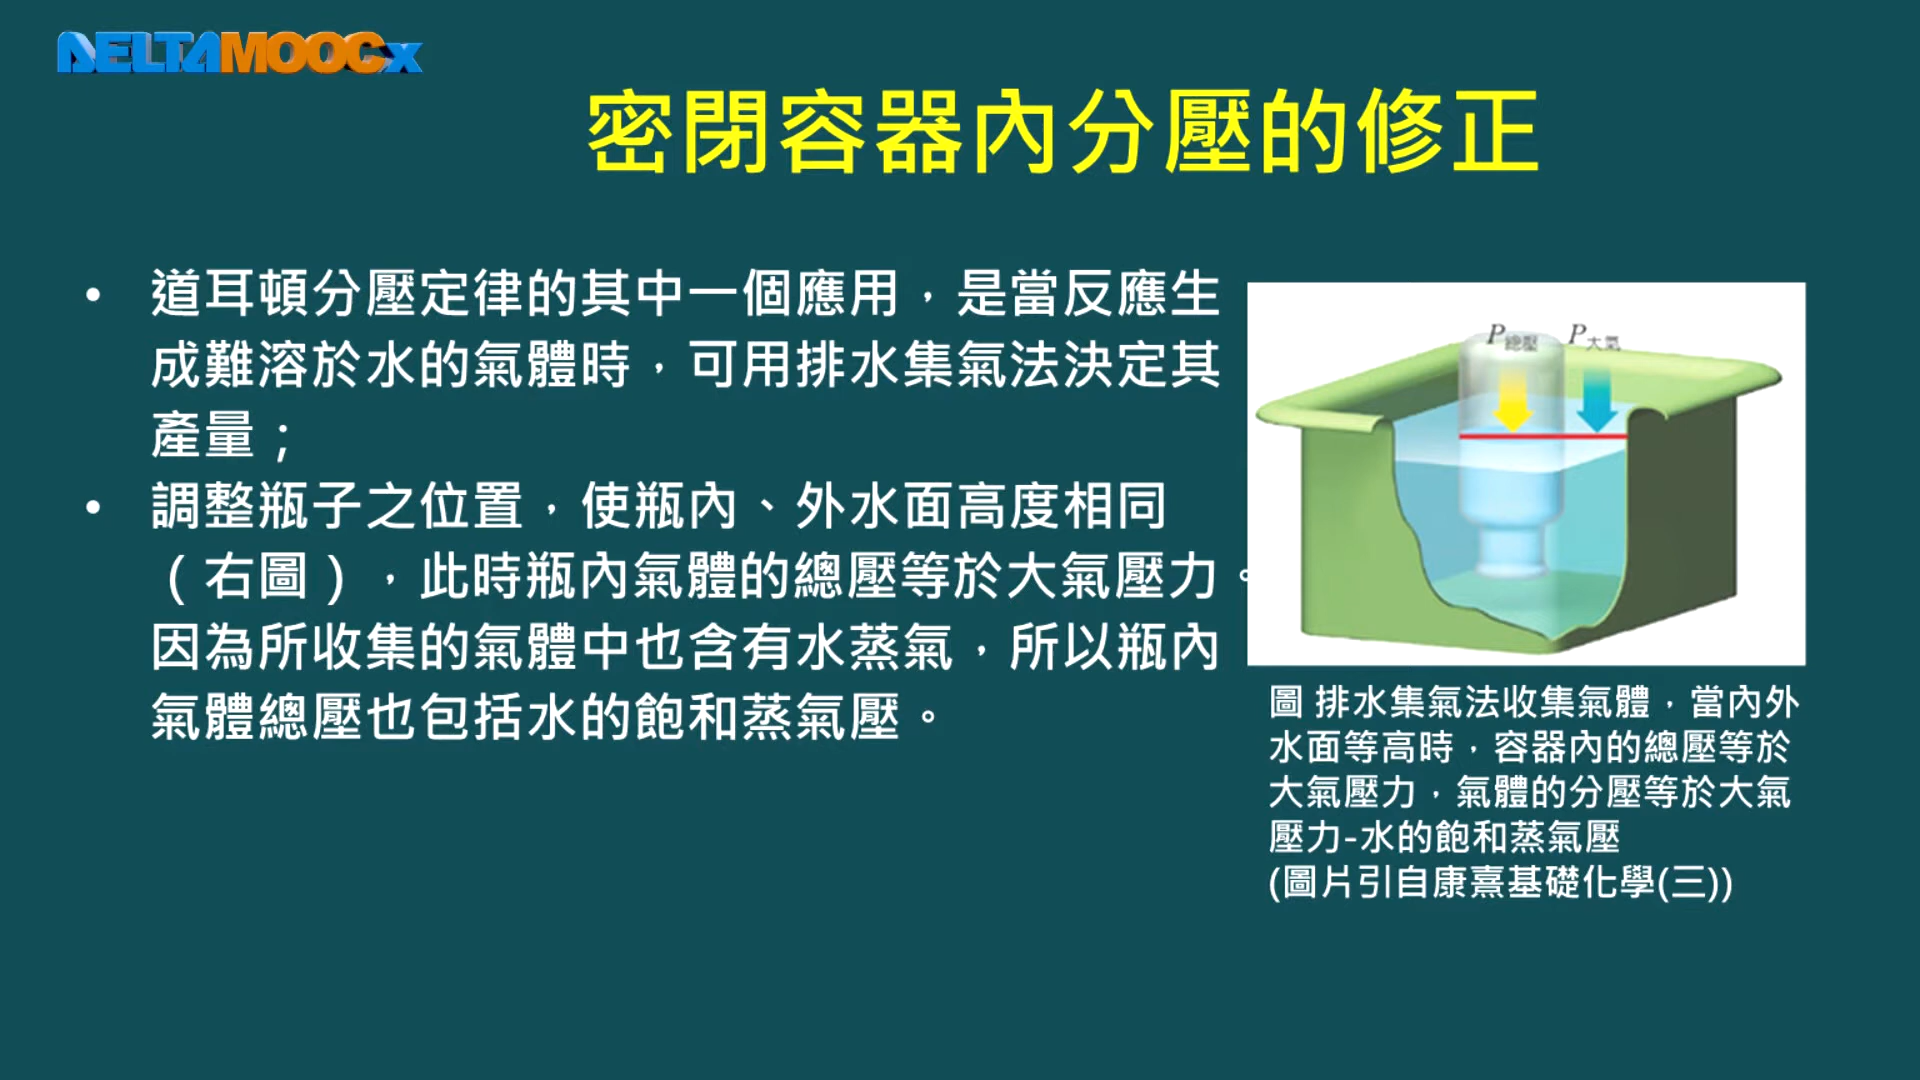 DELTAMOOCx
密閉容器內分壓的修正
• 道耳頓分壓定律的其中一個應用，是當反應生
成難溶於水的氣體時，可用排水集氣法決定其
產量；
• 調整瓶子之位置，使瓶內、外水面高度相同
（右圖），此時瓶內氣體的總壓等於大氣壓力。
因為所收集的氣體中也含有水蒸氣，所以瓶內
氣體總壓也包括水的飽和蒸氣壓。
P總壓 P大氣
圖 排水集氣法收集氣體，當內外
水面等高時，容器內的總壓等於
大氣壓力，氣體的分壓等於大氣
壓力-水的飽和蒸氣壓
(圖片引自康熹基礎化學(三))